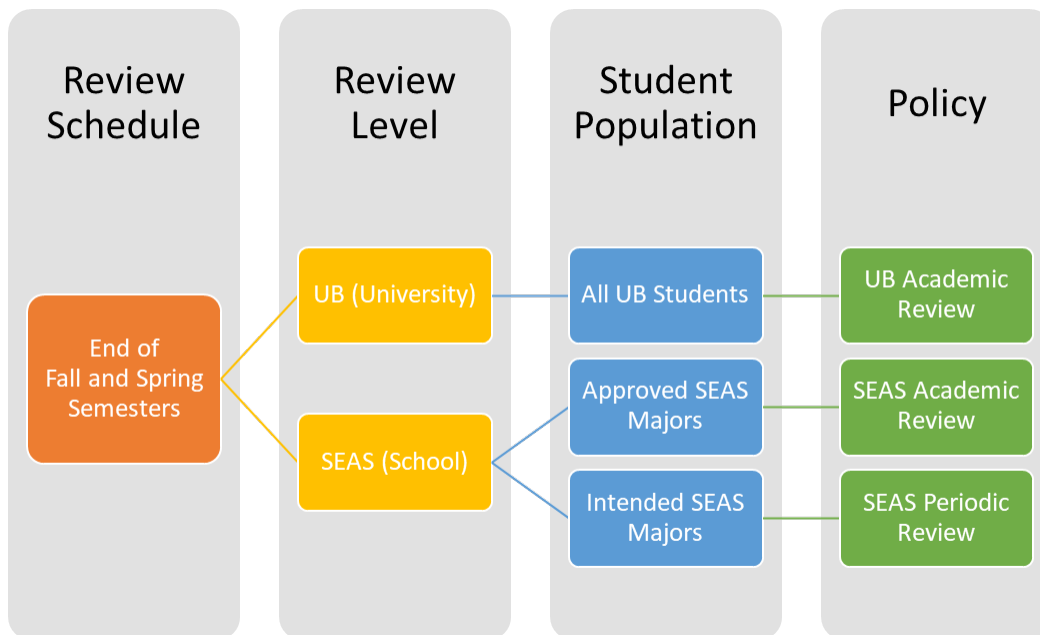 Review
Schedule
Review
Level
Student
Population
Policy
End of
Fall and Spring
Semesters
UB (University)
SEAS (School)
All UB Students
Approved SEAS
Majors
Intended SEAS
Majors
UB Academic
Review
SEAS Academic
Review
SEAS Periodic
Review